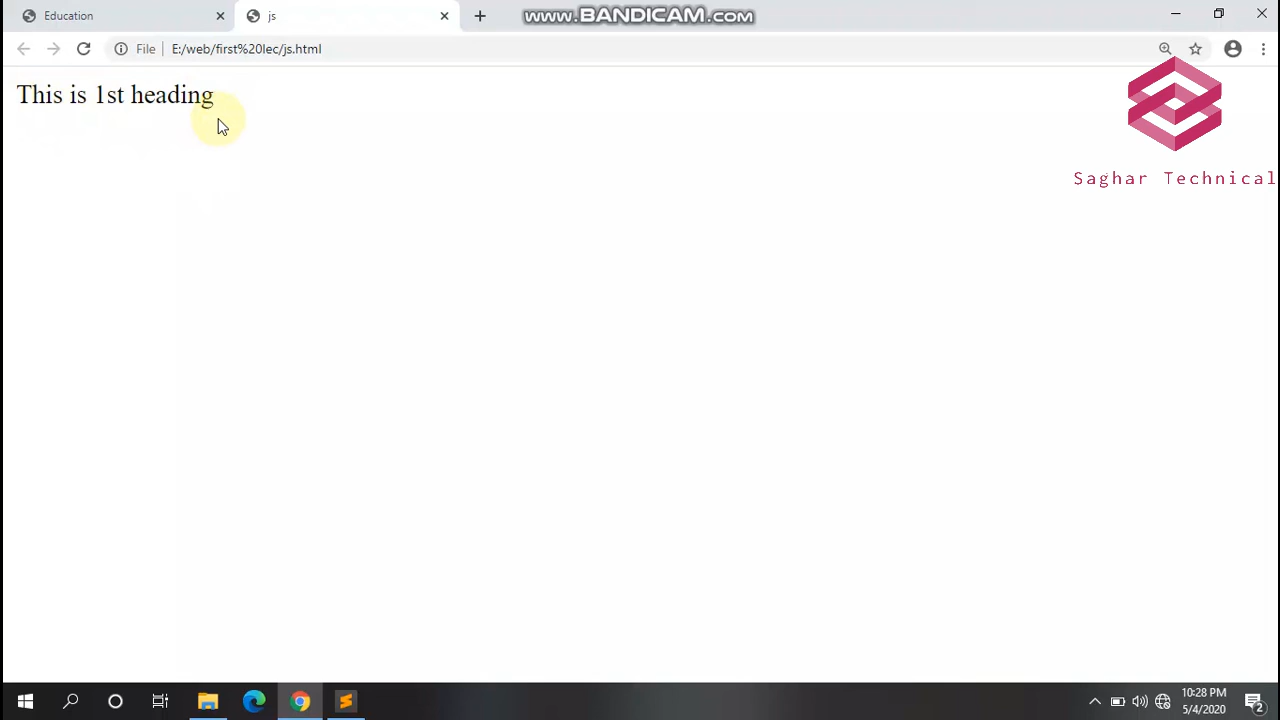 Education
js
www.BANDICAM.com
File
E:/web/first%20lec/js.html
This is 1st heading
Saghar Technical
10:28 PM
5/4/2020
2